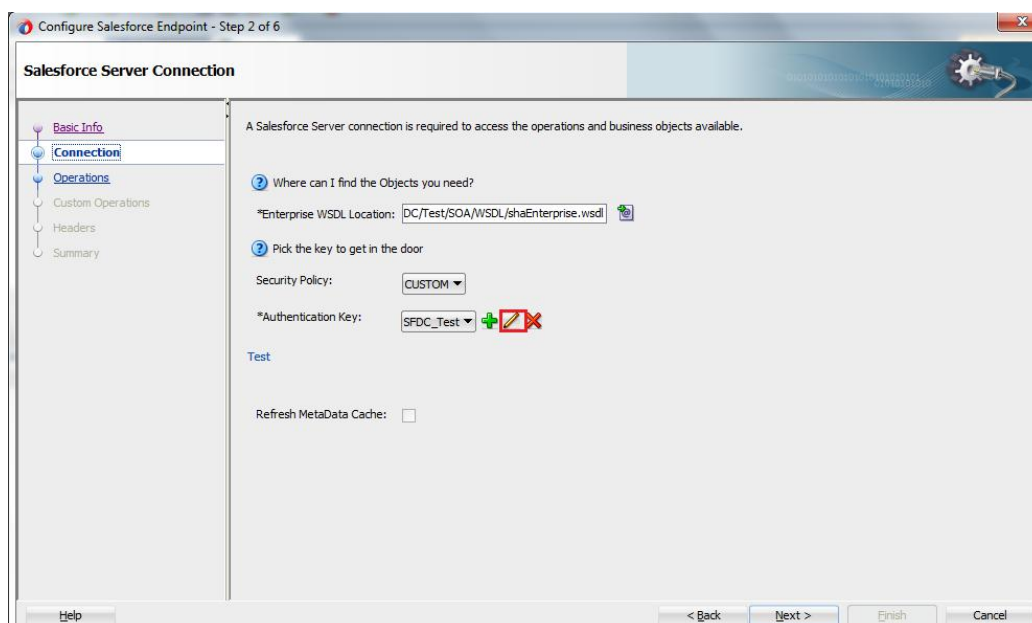 Configure Salesforce Endpoint - Step 2 of 6
Salesforce Server Connection
Basic Info
Connection
Operations
Custom Operations
Headers
Summary
A Salesforce Server connection is required to access the operations and business objects available.
Where can I find the Objects you need?
*Enterprise WSDL Location: DC/Test/SOA/WSDL/shaEnterprise.wsdl
Pick the key to get in the door
Security Policy: CUSTOM
*Authentication Key: SFDC_Test
Test
Refresh MetaData Cache:
Help < Back Next > Finish Cancel